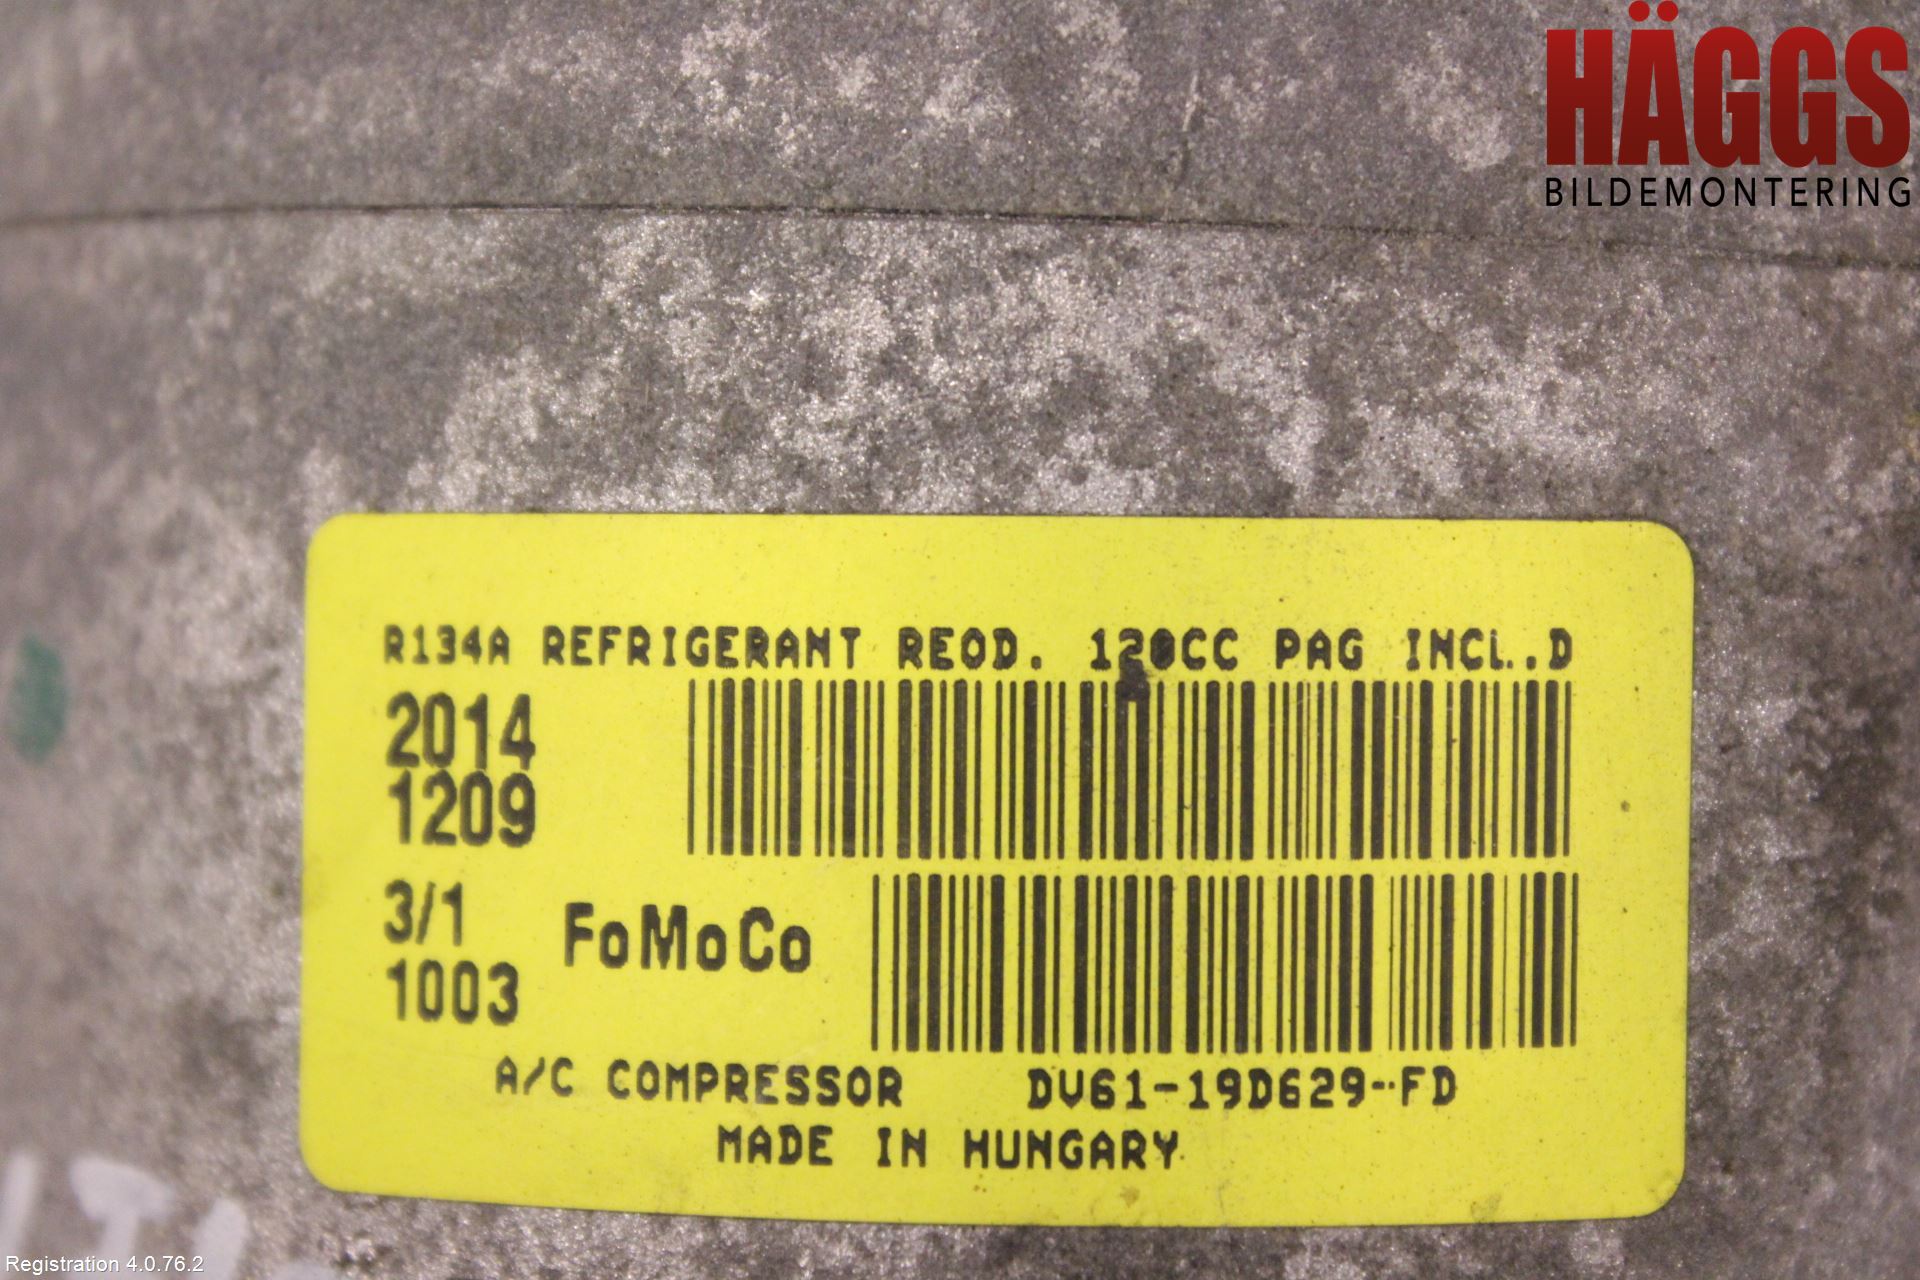 HÄGGS
BILDEMONTERING
R134A REFRIGERANT REOD. 120CC PAG INCL.D
2014
1209
3/1
1003
FoMoCo
A/C COMPRESSOR DV61-19D629-FD
MADE IN HUNGARY
Registration 4.0.76.2